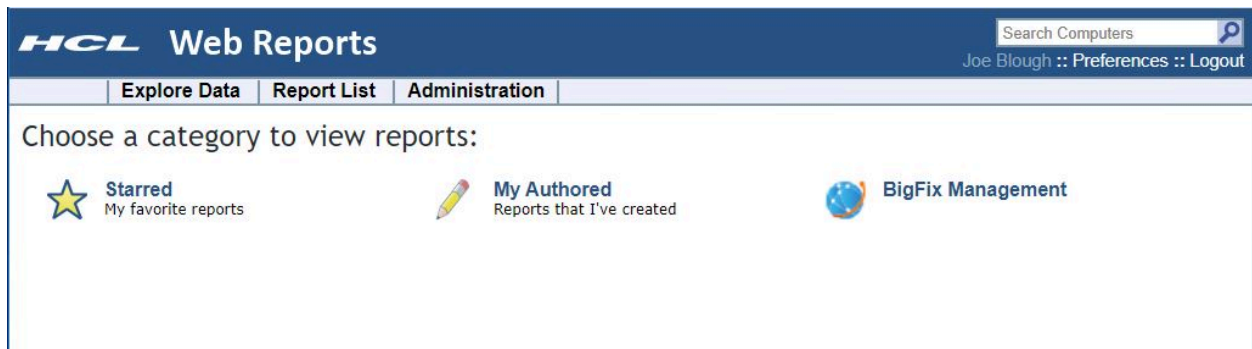 HCL Web Reports
Search Computers
Joe Blough :: Preferences :: Logout
Explore Data Report List Administration
Choose a category to view reports:
Starred
My favorite reports
My Authored
Reports that I've created
BigFix Management